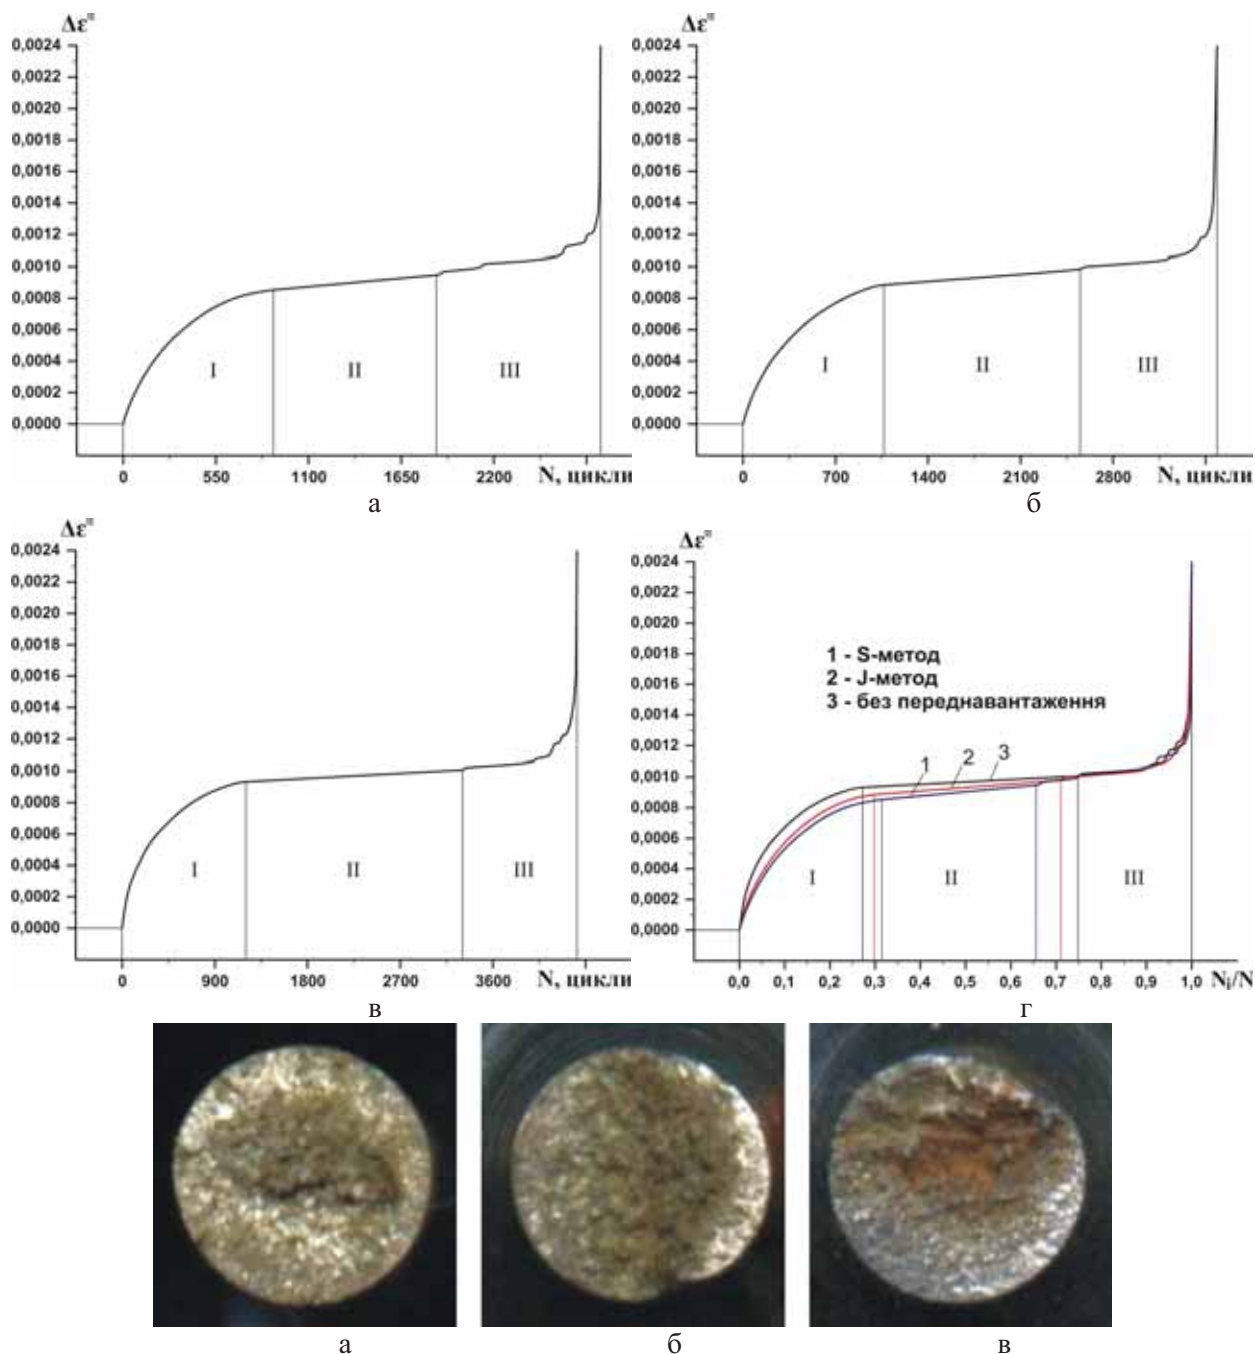 Δεᴨ
0,0024
0,0022
0,0020
0,0018
0,0016
0,0014
0,0012
0,0010
0,0008
0,0006
0,0004
0,0002
0,0000
I II III
0 550 1100 1650 2200 N, цикли
а
Δεᴨ
0,0024
0,0022
0,0020
0,0018
0,0016
0,0014
0,0012
0,0010
0,0008
0,0006
0,0004
0,0002
0,0000
I II III
0 700 1400 2100 2800 N, цикли
б
Δεᴨ
0,0024
0,0022
0,0020
0,0018
0,0016
0,0014
0,0012
0,0010
0,0008
0,0006
0,0004
0,0002
0,0000
I II III
0 900 1800 2700 3600 N, цикли
в
Δεᴨ
0,0024
0,0022
0,0020
0,0018
0,0016
0,0014
0,0012
0,0010
0,0008
0,0006
0,0004
0,0002
0,0000
1 - S-метод
2 - J-метод
3 - без переднавантаження
1 2 3
I II III
0,0 0,1 0,2 0,3 0,4 0,5 0,6 0,7 0,8 0,9 1,0 Nᵢ/N
г
а б в